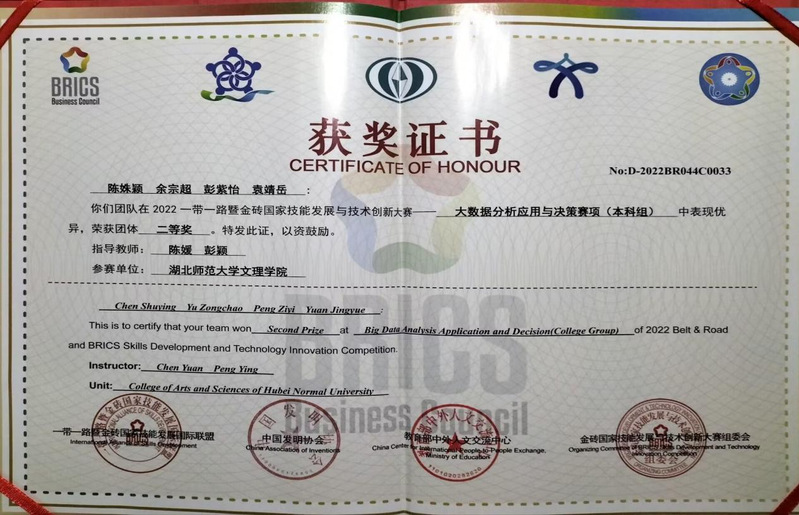 BRICS
Business Council
获奖证书
CERTIFICATE OF HONOUR
No:D-2022BR044C0033
陈姝颖 余宗超 彭紫怡 袁靖岳:
你们团队在 2022 一带一路暨金砖国家技能发展与技术创新大赛—— 大数据分析应用与决策赛项(本科组) 中表现优
异,荣获团体 二等奖 。特发此证,以资鼓励。
指导教师: 陈媛 彭颖
参赛单位: 湖北师范大学文理学院
Chen Shuying Yu Zongchao Peng Ziyi Yuan Jingyue :
This is to certify that your team won Second Prize at Big Data Analysis Application and Decision(College Group) of 2022 Belt & Road
and BRICS Skills Development and Technology Innovation Competition.
Instructor: Chen Yuan Peng Ying
Unit: College of Arts and Sciences of Hubei Normal University
BRICS
Business Council
一带一路暨金砖国家技能发展国际联盟
International Alliance of Skills Development
中国发明协会
China Association of Inventions
教育部中外人文交流中心
China Center for International People-to-People Exchange,
Ministry of Education
金砖国家技能发展与技术创新大赛组委会
Organizing Committee of Skills Development and Technology
Innovation Competition